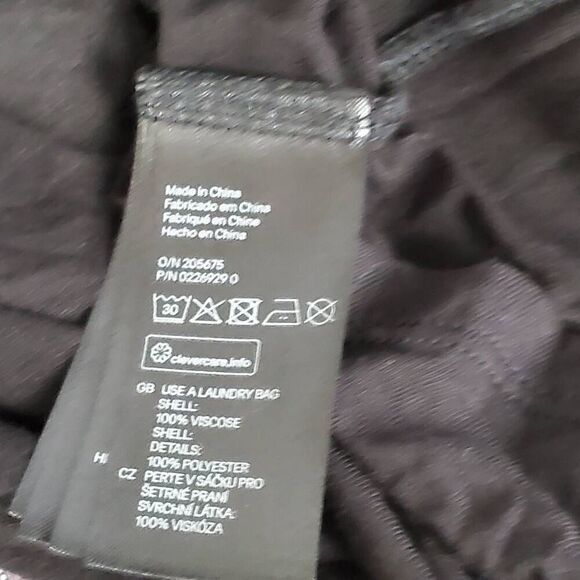 Made in China
Fabricado em China
Fabriqué en China
Hecho en China
O/N 205675
P/N 0226929 0
30
clevercare.info
GB USE A LAUNDRY BAG
SHELL:
100% VISCOSE
SHELL:
DETAILS:
100% POLYESTER
HI
CZ PERTE V SÁČKU PRO
ŠETRNÉ PRANÍ
SVRCHNÍ LÁTKA:
100% VISKÓZA